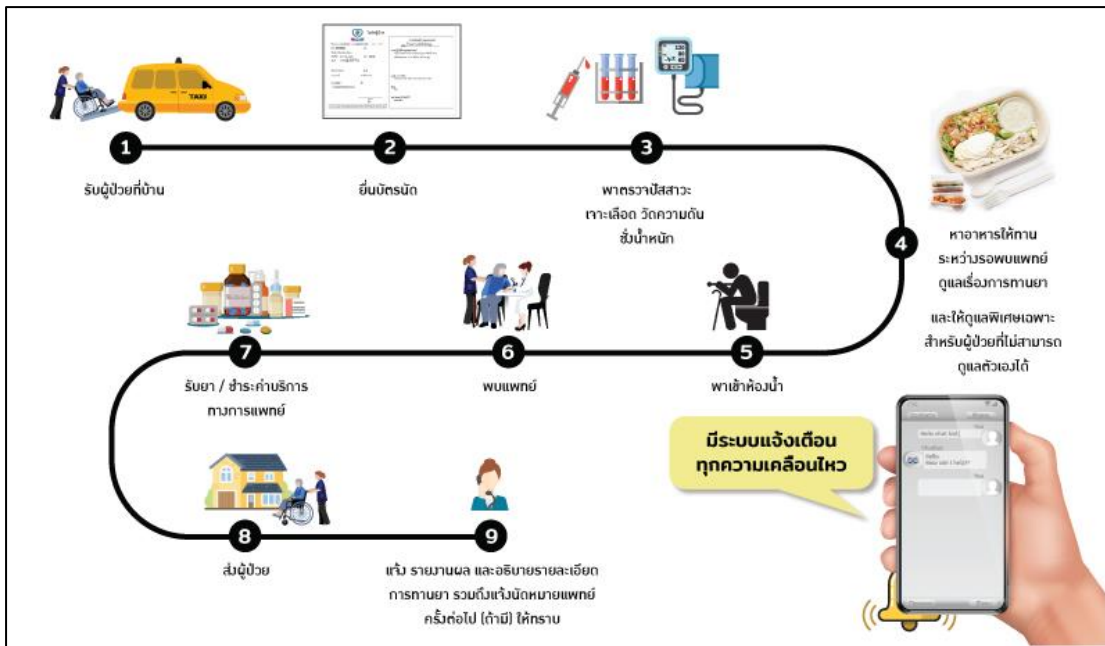 TAXI
1
รับผู้ป่วยที่บ้าน
2
ยื่นบัตรนัด
3
พาตรวจปัสสาวะ
เจาะเลือด วัดความดัน
ชั่งน้ำหนัก
4
หาอาหารให้ทาน
ระหว่างรอพบแพทย์
ดูแลเรื่องการทานยา
และให้ดูแลพิเศษเฉพาะ
สำหรับผู้ป่วยที่ไม่สามารถ
ดูแลตัวเองได้
5
พาเข้าห้องน้ำ
6
พบแพทย์
7
รับยา / ชำระค่าบริการ
ทางการแพทย์
8
ส่งผู้ป่วย
9
แจ้ง รายงานผล และอธิบายรายละเอียด
การทานยา รวมถึงแจ้งนัดหมายแพทย์
ครั้งต่อไป (ถ้ามี) ให้ทราบ
มีระบบแจ้งเตือน
ทุกความเคลื่อนไหว